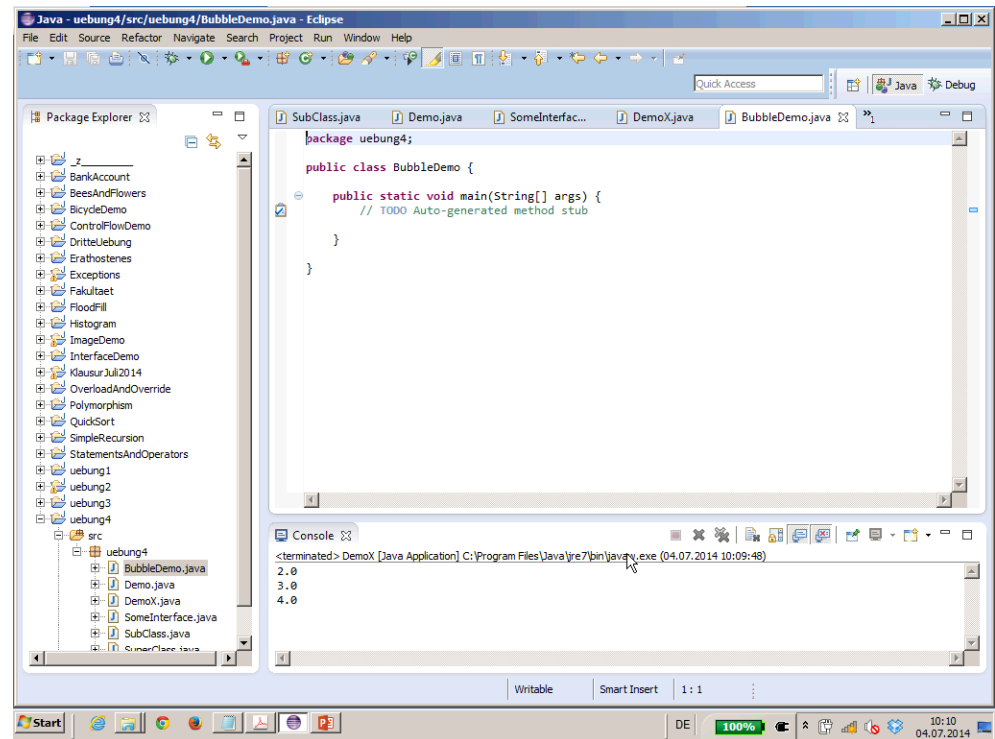 Java - uebung4/src/uebung4/BubbleDemo.java - Eclipse
File Edit Source Refactor Navigate Search Project Run Window Help
Quick Access
Java
Debug
Package Explorer
_z_________
BankAccount
BeesAndFlowers
BicycleDemo
ControlFlowDemo
DritteUebung
Erathostenes
Exceptions
Fakultaet
FloodFill
Histogram
ImageDemo
InterfaceDemo
KlausurJuli2014
OverloadAndOverride
Polymorphism
QuickSort
SimpleRecursion
StatementsAndOperators
uebung1
uebung2
uebung3
uebung4
src
uebung4
BubbleDemo.java
Demo.java
DemoX.java
SomeInterface.java
SubClass.java
SuperClass.java
SubClass.java Demo.java SomeInterfac... DemoX.java BubbleDemo.java »1
package uebung4;
public class BubbleDemo {
public static void main(String[] args) {
// TODO Auto-generated method stub
}
}
Console
<terminated> DemoX [Java Application] C:\Program Files\Java\jre7\bin\javaw.exe (04.07.2014 10:09:48)
2.0
3.0
4.0
Writable Smart Insert 1 : 1
Start
DE
100%
10:10
04.07.2014